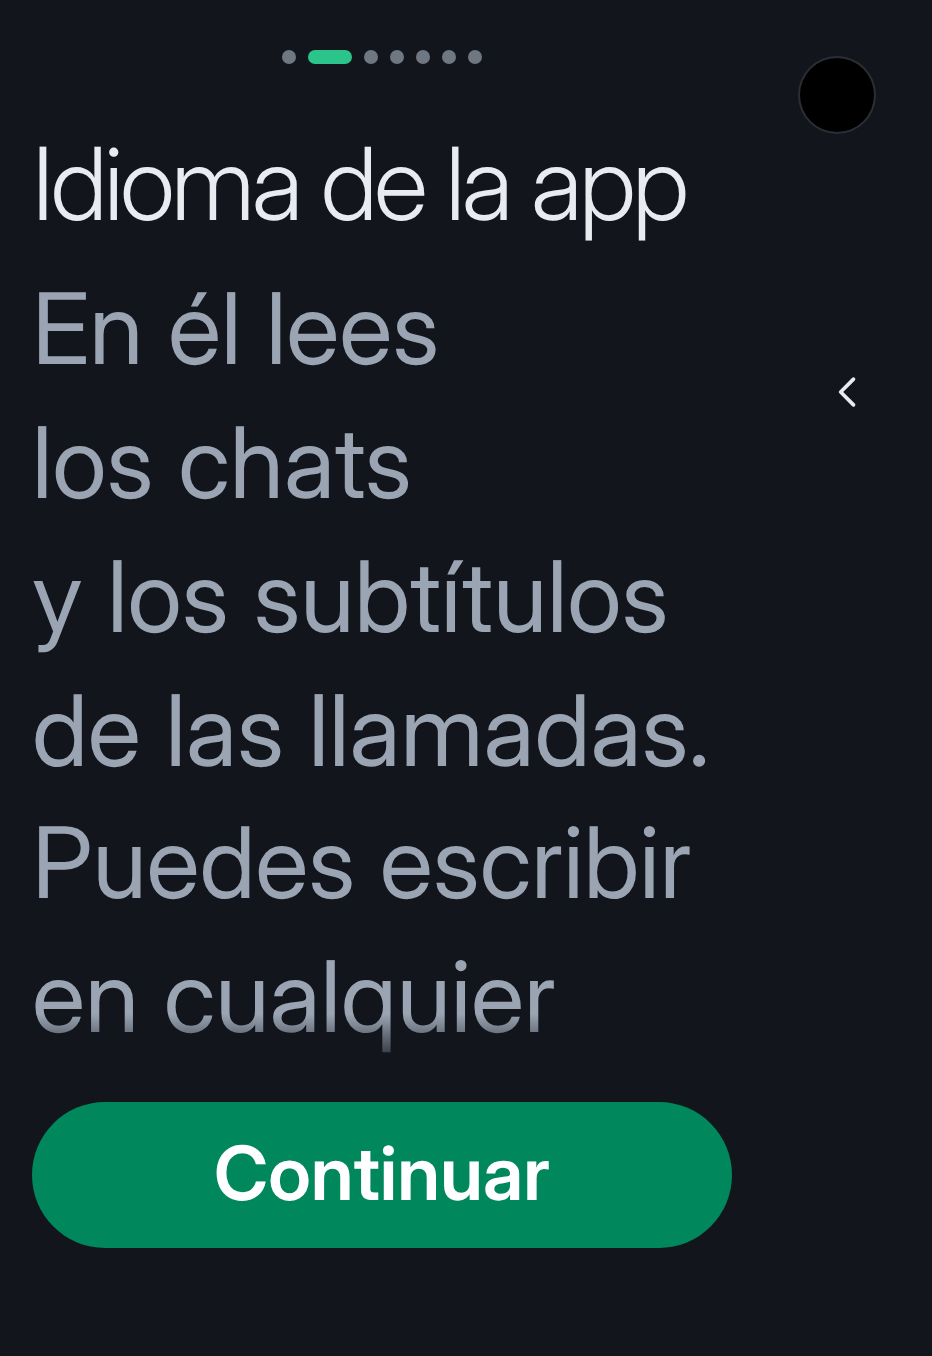 Idioma de la app
En él lees
los chats
y los subtítulos
de las llamadas.
Puedes escribir
en cualquier
Continuar